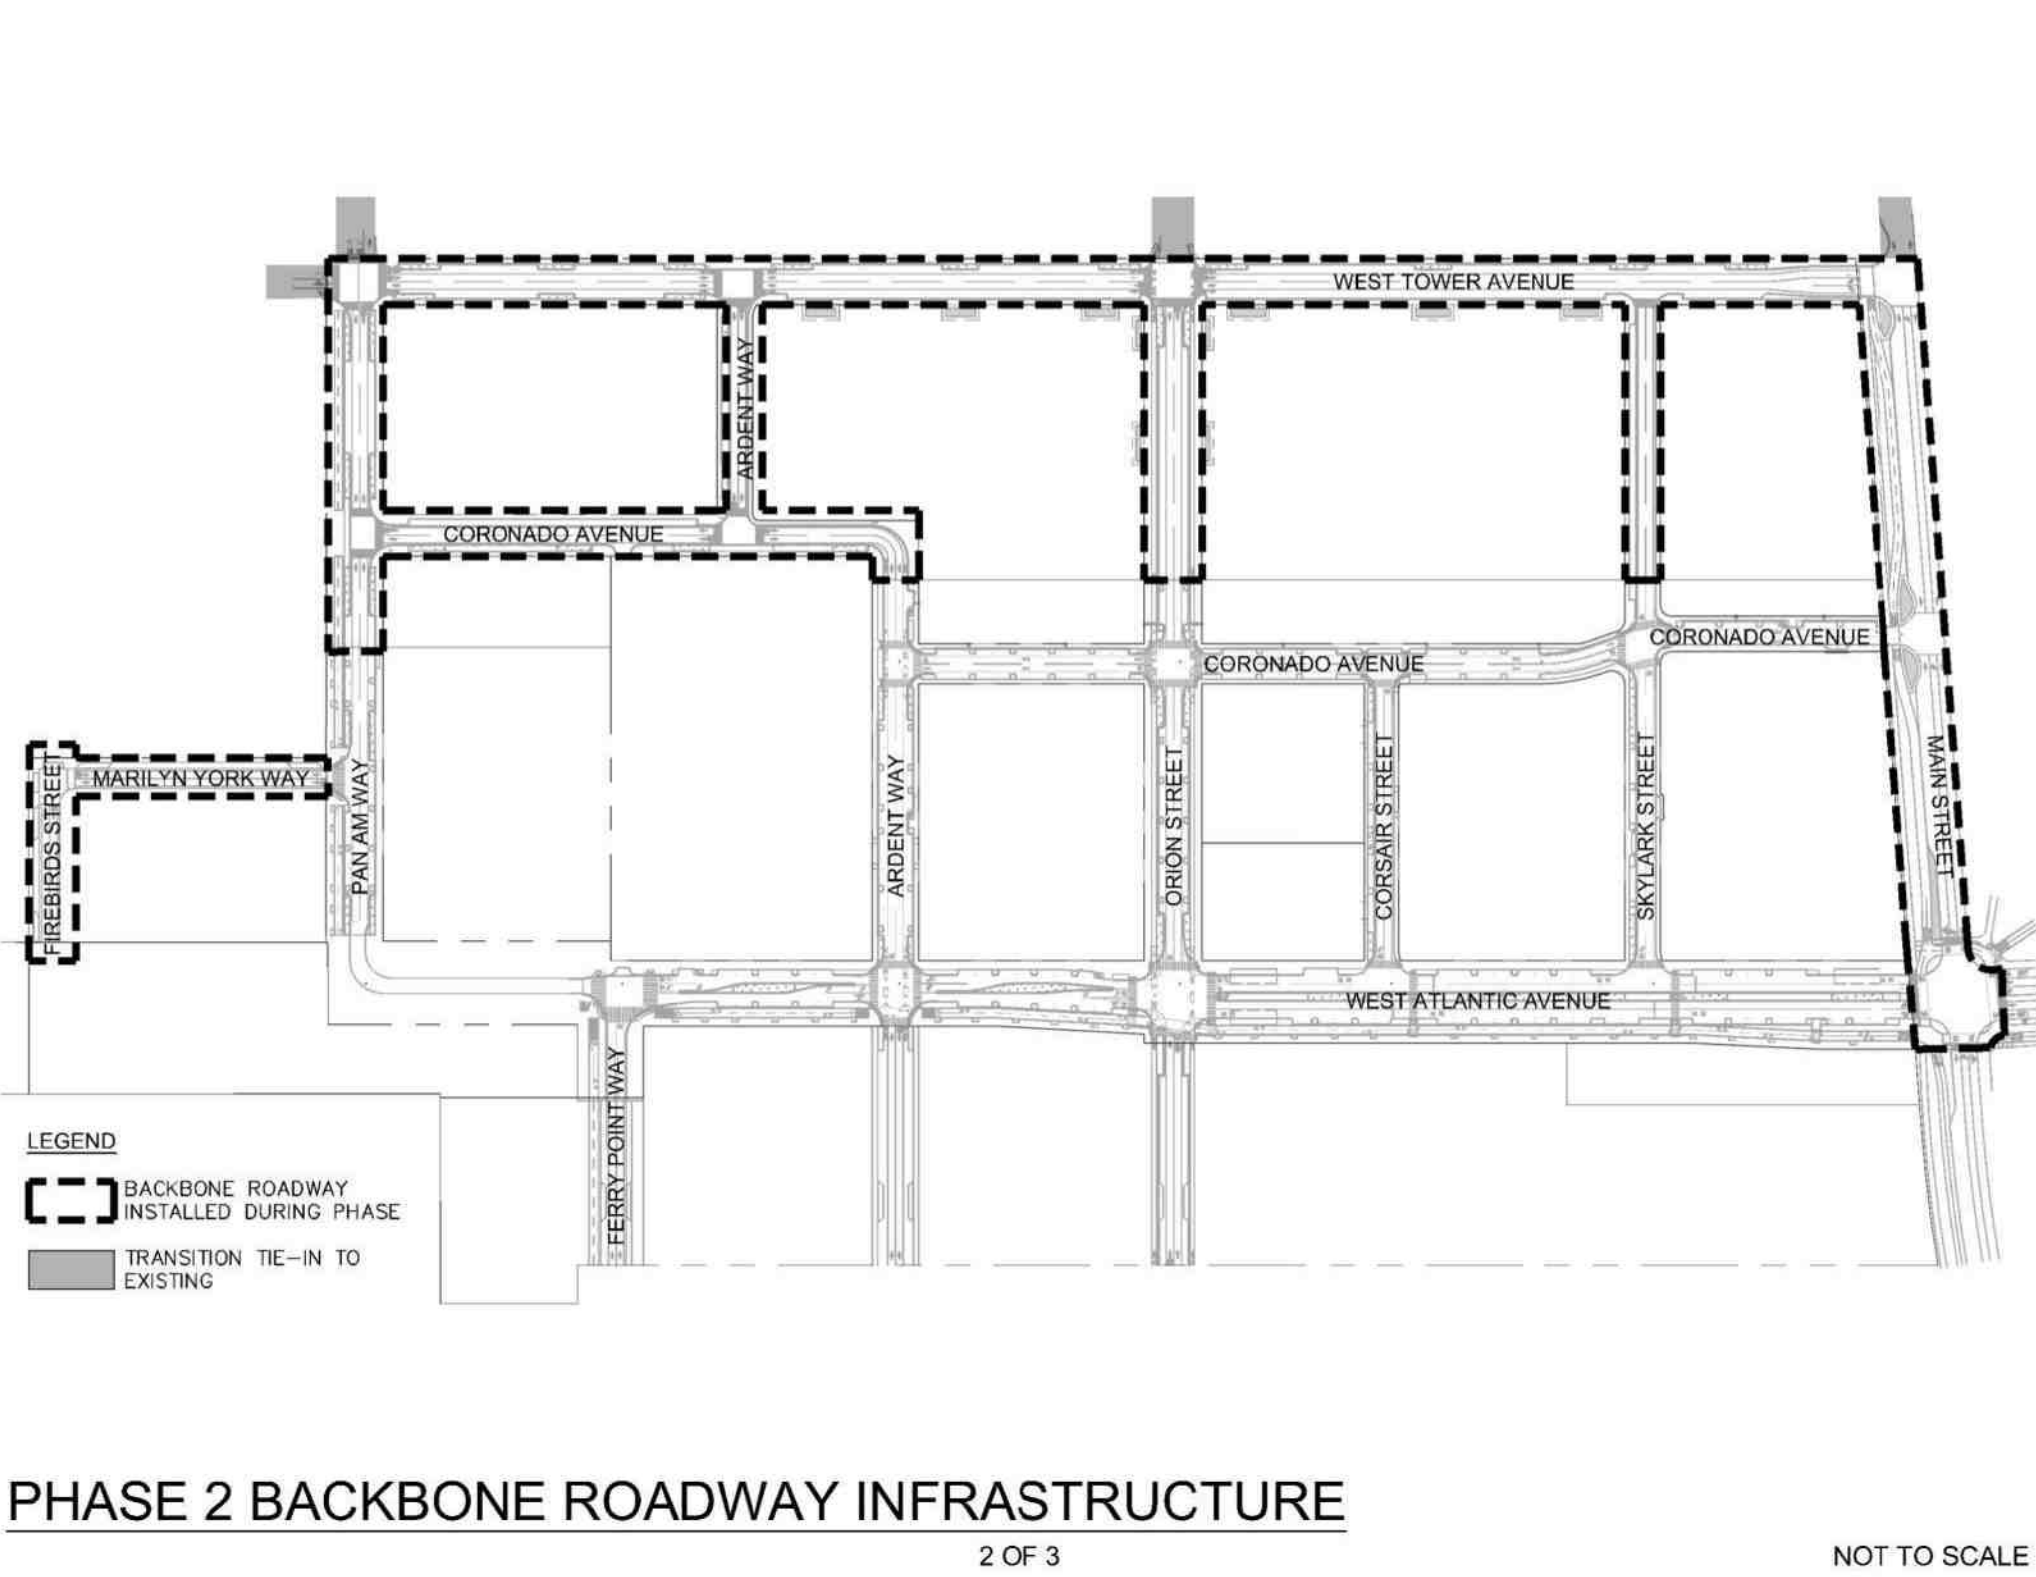 WEST TOWER AVENUE
ARDENT WAY
CORONADO AVENUE
CORONADO AVENUE
CORONADO AVENUE
MARILYN YORK WAY
FIREBIRDS STREET
PAN AM WAY
ARDENT WAY
ORION STREET
CORSAIR STREET
SKYLARK STREET
MAIN STREET
WEST ATLANTIC AVENUE
FERRY POINT WAY
LEGEND
BACKBONE ROADWAY
INSTALLED DURING PHASE
TRANSITION TIE-IN TO
EXISTING
PHASE 2 BACKBONE ROADWAY INFRASTRUCTURE
2 OF 3
NOT TO SCALE